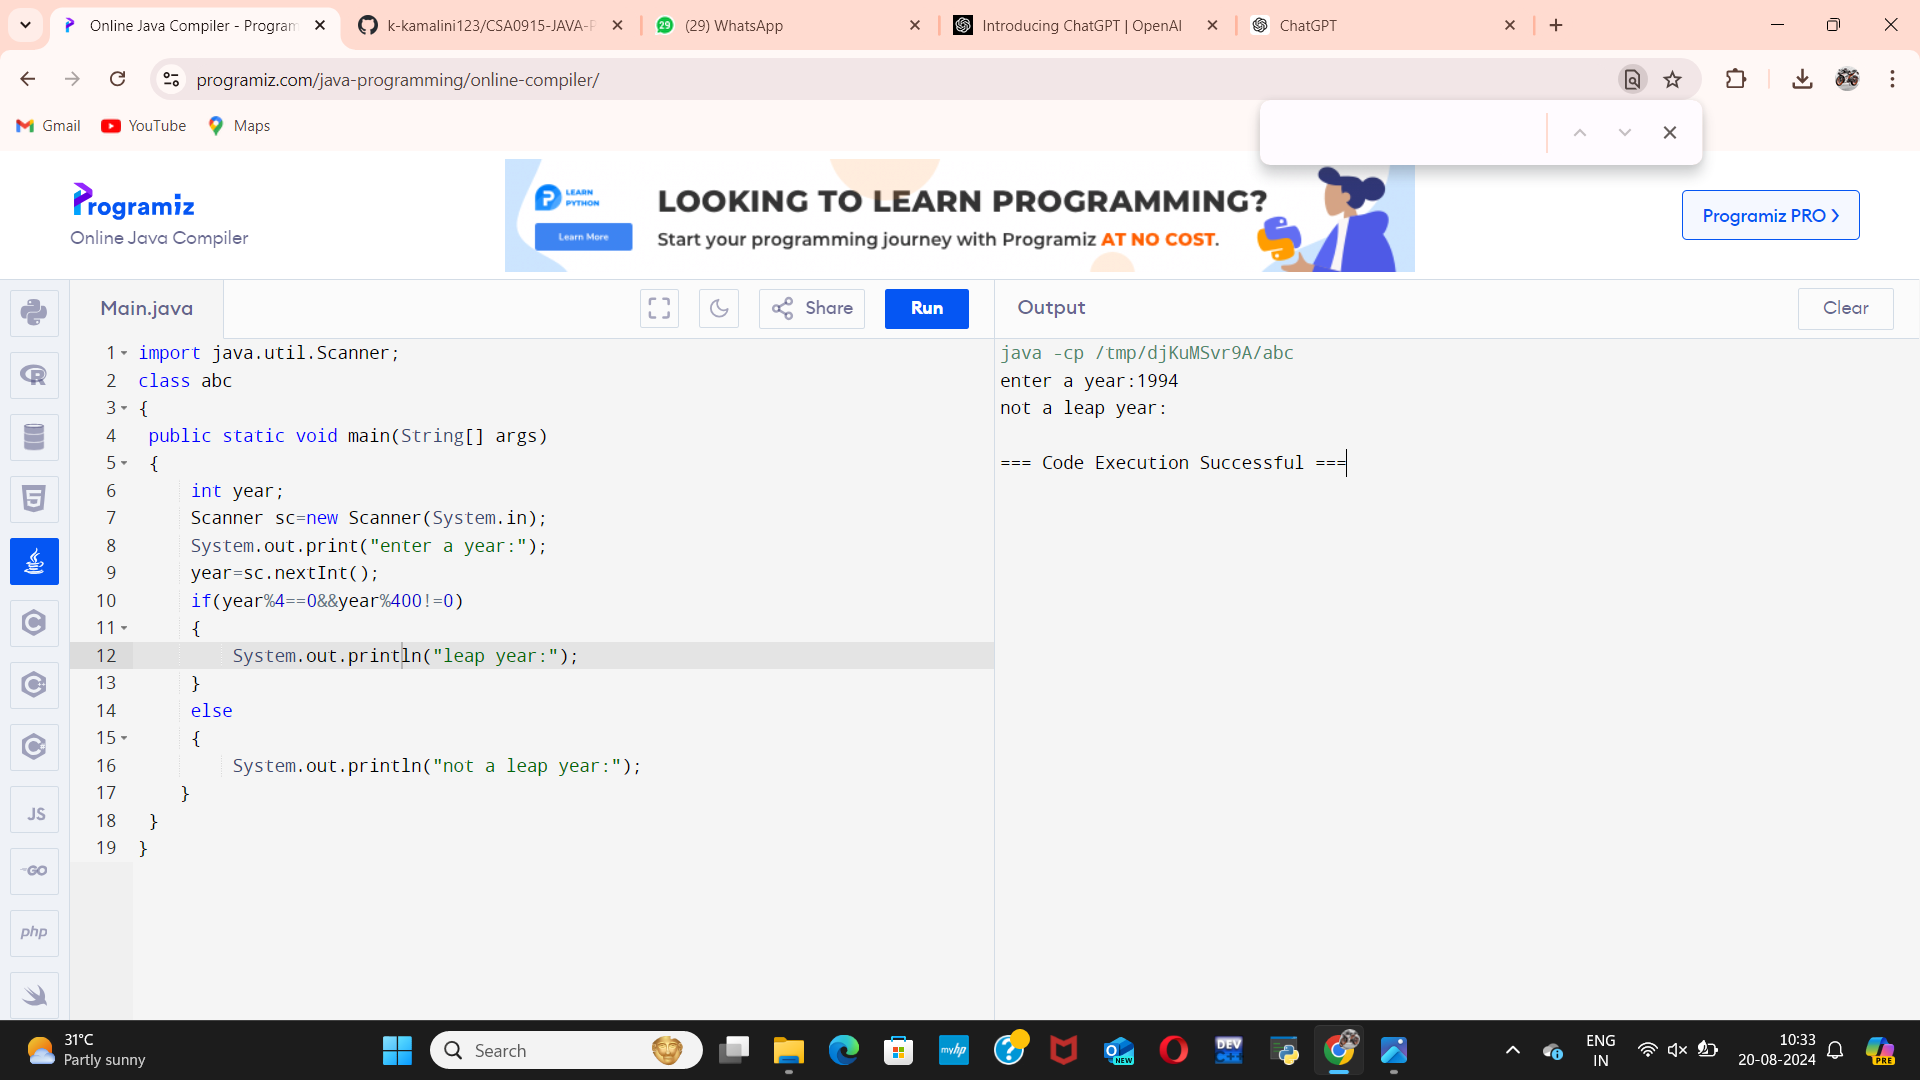 Online Java Compiler - Program
k-kamalini123/CSA0915-JAVA-P
(29) WhatsApp
Introducing ChatGPT | OpenAI
ChatGPT
programiz.com/java-programming/online-compiler/
Gmail
YouTube
Maps
Programiz
Online Java Compiler
LEARN
PYTHON
Learn More
LOOKING TO LEARN PROGRAMMING?
Start your programming journey with Programiz AT NO COST.
Programiz PRO
Main.java
Share
Run
Output
Clear
1 import java.util.Scanner;
2 class abc
3 {
4 public static void main(String[] args)
5 {
6 int year;
7 Scanner sc=new Scanner(System.in);
8 System.out.print("enter a year:");
9 year=sc.nextInt();
10 if(year%4==0&&year%400!=0)
11 {
12 System.out.println("leap year:");
13 }
14 else
15 {
16 System.out.println("not a leap year:");
17 }
18 }
19 }
java -cp /tmp/djKuMSvr9A/abc
enter a year:1994
not a leap year:
=== Code Execution Successful ===
JS
GO
php
31°C
Partly sunny
Search
myhp
NEW
DEV
ENG
IN
10:33
20-08-2024
PRE